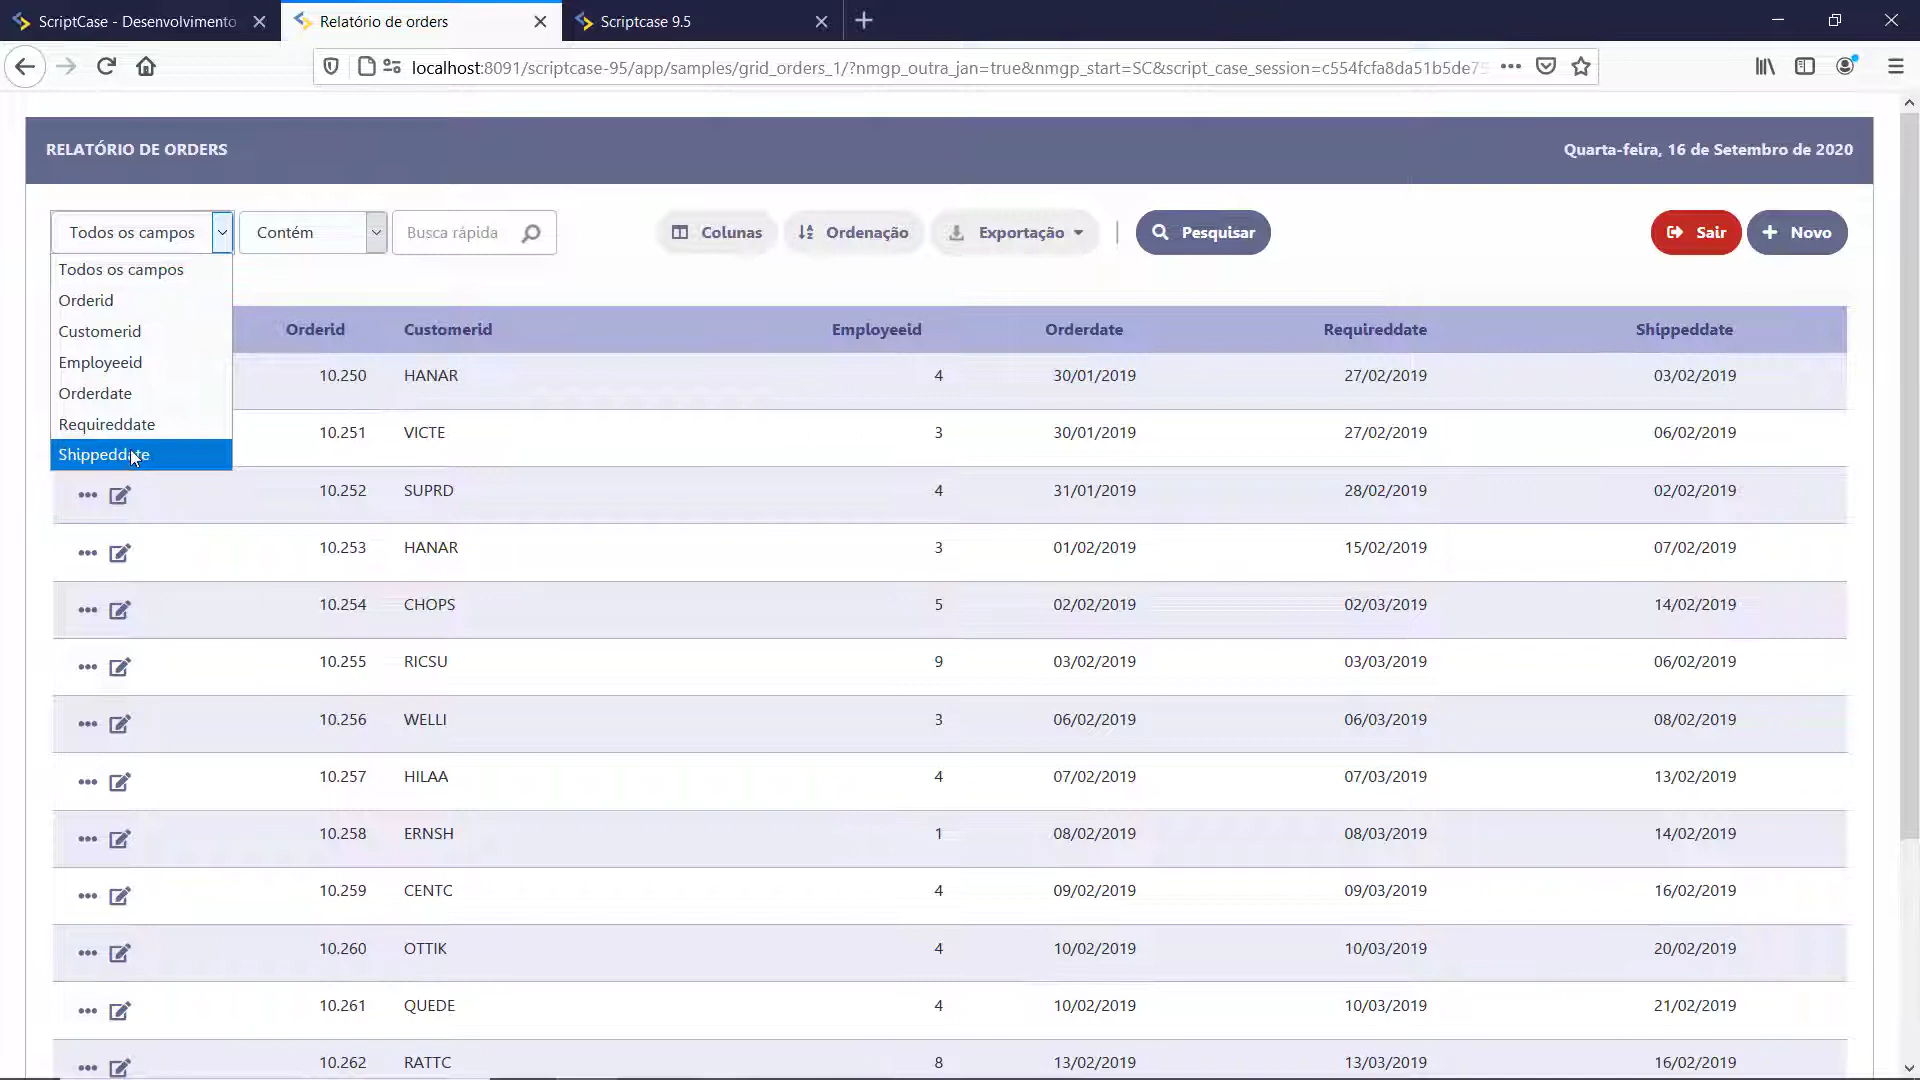 ScriptCase - Desenvolvimento
Relatório de orders
Scriptcase 9.5
localhost:8091/scriptcase-95/app/samples/grid_orders_1/?nmgp_outra_jan=true&nmgp_start=SC&script_case_session=c554fcfa8da51b5de75
RELATÓRIO DE ORDERS
Quarta-feira, 16 de Setembro de 2020
Todos os campos
Contém
Busca rápida
Colunas
Ordenação
Exportação
Pesquisar
Sair
Novo
Todos os campos
Orderid
Customerid
Employeeid
Orderdate
Requireddate
Shippeddate
Orderid Customerid Employeeid Orderdate Requireddate Shippeddate
10.250 HANAR 4 30/01/2019 27/02/2019 03/02/2019
10.251 VICTE 3 30/01/2019 27/02/2019 06/02/2019
10.252 SUPRD 4 31/01/2019 28/02/2019 02/02/2019
10.253 HANAR 3 01/02/2019 15/02/2019 07/02/2019
10.254 CHOPS 5 02/02/2019 02/03/2019 14/02/2019
10.255 RICSU 9 03/02/2019 03/03/2019 06/02/2019
10.256 WELLI 3 06/02/2019 06/03/2019 08/02/2019
10.257 HILAA 4 07/02/2019 07/03/2019 13/02/2019
10.258 ERNSH 1 08/02/2019 08/03/2019 14/02/2019
10.259 CENTC 4 09/02/2019 09/03/2019 16/02/2019
10.260 OTTIK 4 10/02/2019 10/03/2019 20/02/2019
10.261 QUEDE 4 10/02/2019 10/03/2019 21/02/2019
10.262 RATTC 8 13/02/2019 13/03/2019 16/02/2019